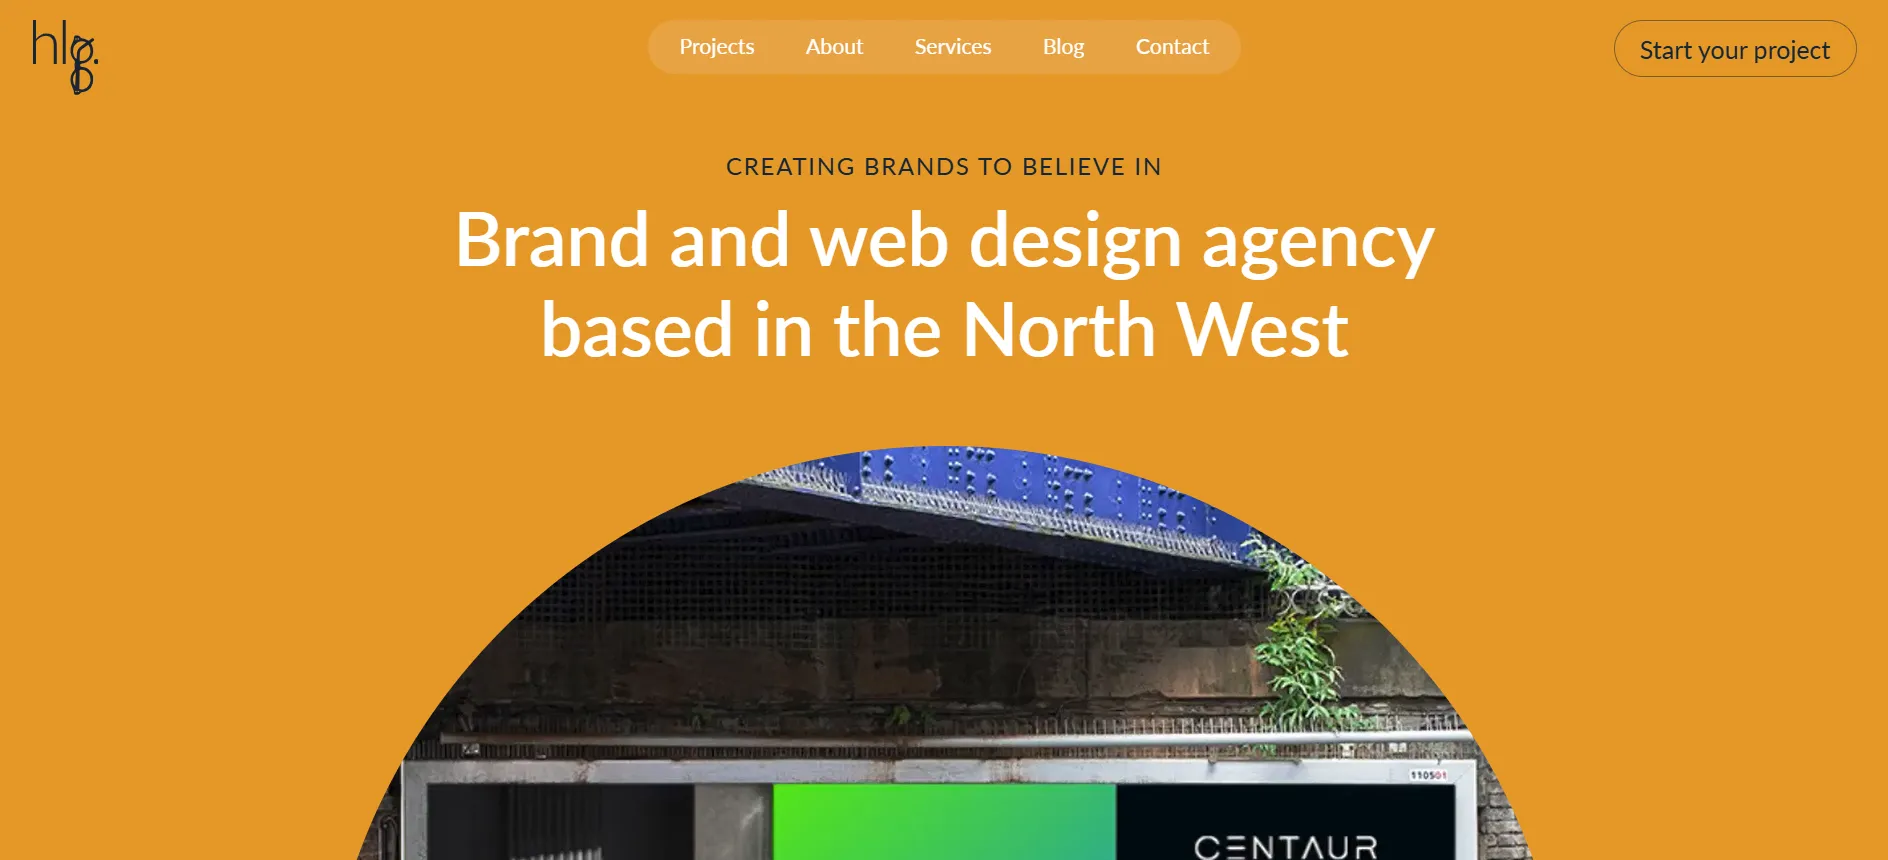 hlg.
Projects About Services Blog Contact
Start your project
CREATING BRANDS TO BELIEVE IN
Brand and web design agency
based in the North West
110501
CENTAUR